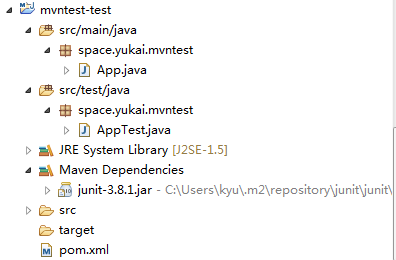 mvntest-test
src/main/java
space.yukai.mvntest
App.java
src/test/java
space.yukai.mvntest
AppTest.java
JRE System Library [J2SE-1.5]
Maven Dependencies
junit-3.8.1.jar - C:\Users\kyu\.m2\repository\junit\junit\
src
target
pom.xml